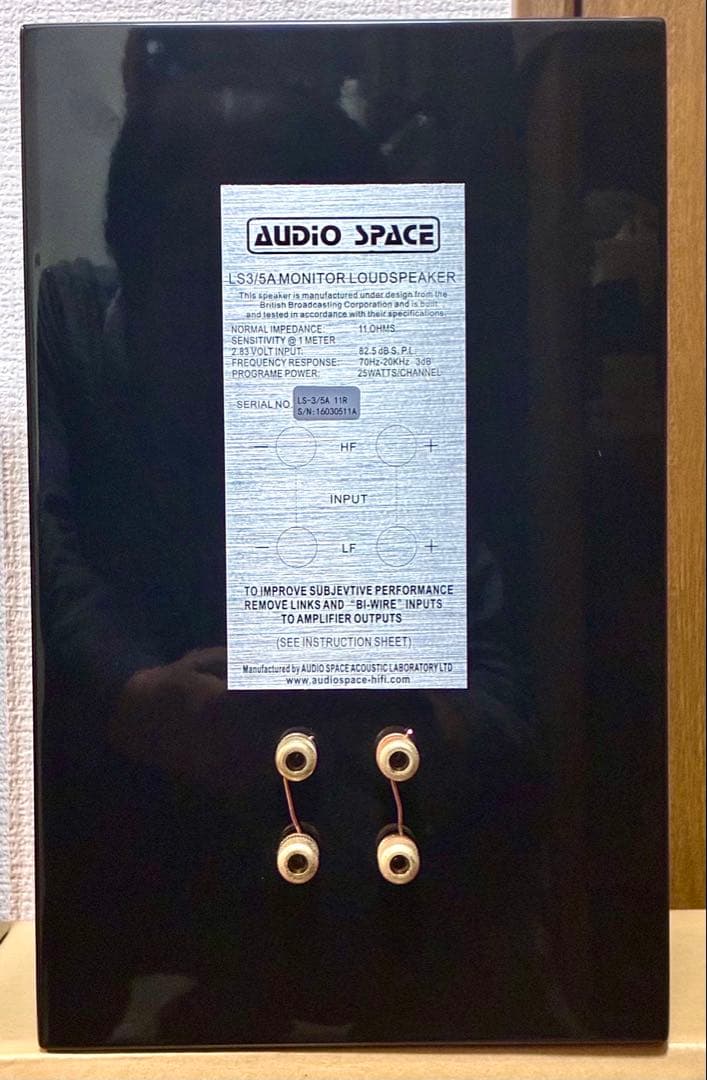 AUDiO SPACE
LS3/5A MONITOR LOUDSPEAKER
This speaker is manufactured under design from the
British Broadcasting Corporation and is built
and tested in accordance with their specifications.
NORMAL IMPEDANCE: 11 OHMS
SENSITIVITY @ 1 METER
2.83 VOLT INPUT: 82.5 dB S.P.L
FREQUENCY RESPONSE: 70Hz-20KHz 3dB
PROGRAME POWER: 25WATTS/CHANNEL
SERIAL NO. LS-3/5A 11R
S/N:16030511A
− HF +
INPUT
− LF +
TO IMPROVE SUBJEVTIVE PERFORMANCE
REMOVE LINKS AND "BI-WIRE" INPUTS
TO AMPLIFIER OUTPUTS
(SEE INSTRUCTION SHEET)
Manufactured by AUDIO SPACE ACOUSTIC LABORATORY LTD
www.audiospace-hifi.com